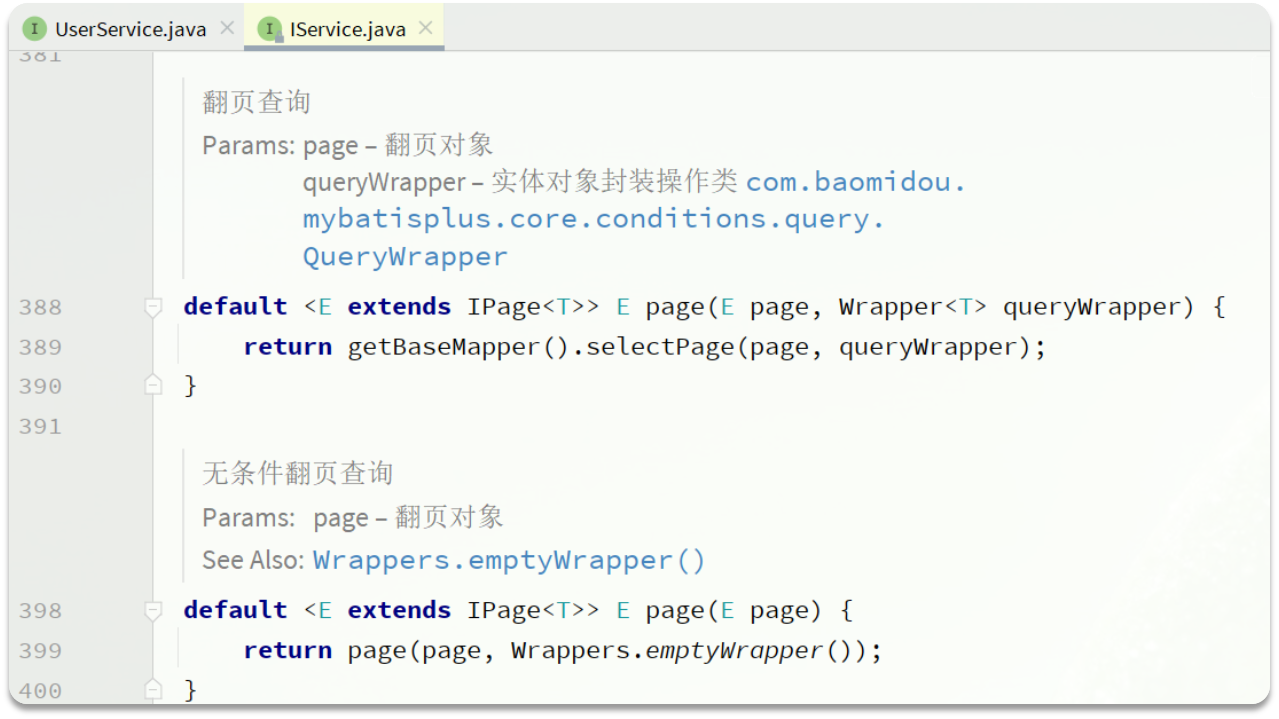 UserService.java
IService.java
381
翻页查询
Params: page – 翻页对象
queryWrapper – 实体对象封装操作类 com.baomidou.
mybatisplus.core.conditions.query.
QueryWrapper
388 default <E extends IPage<T>> E page(E page, Wrapper<T> queryWrapper) {
389 return getBaseMapper().selectPage(page, queryWrapper);
390 }
391
无条件翻页查询
Params: page – 翻页对象
See Also: Wrappers.emptyWrapper()
398 default <E extends IPage<T>> E page(E page) {
399 return page(page, Wrappers.emptyWrapper());
400 }